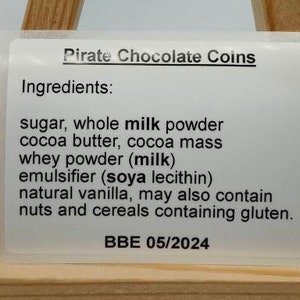 Pirate Chocolate Coins
Ingredients:
sugar, whole milk powder
cocoa butter, cocoa mass
whey powder (milk)
emulsifier (soya lecithin)
natural vanilla, may also contain
nuts and cereals containing gluten.
BBE 05/2024